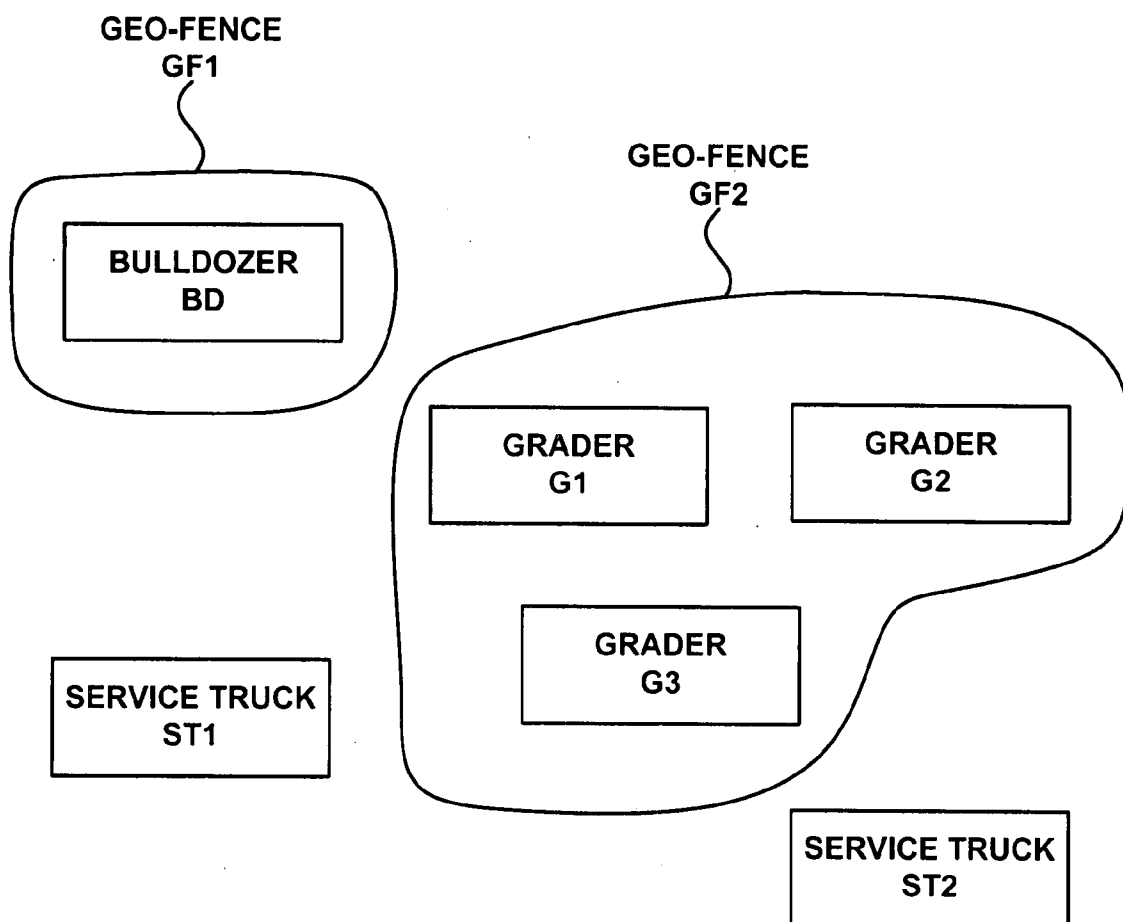 GEO-FENCE
GF1
GEO-FENCE
GF2
BULLDOZER
BD
GRADER
G1
GRADER
G2
GRADER
G3
SERVICE TRUCK
ST1
SERVICE TRUCK
ST2